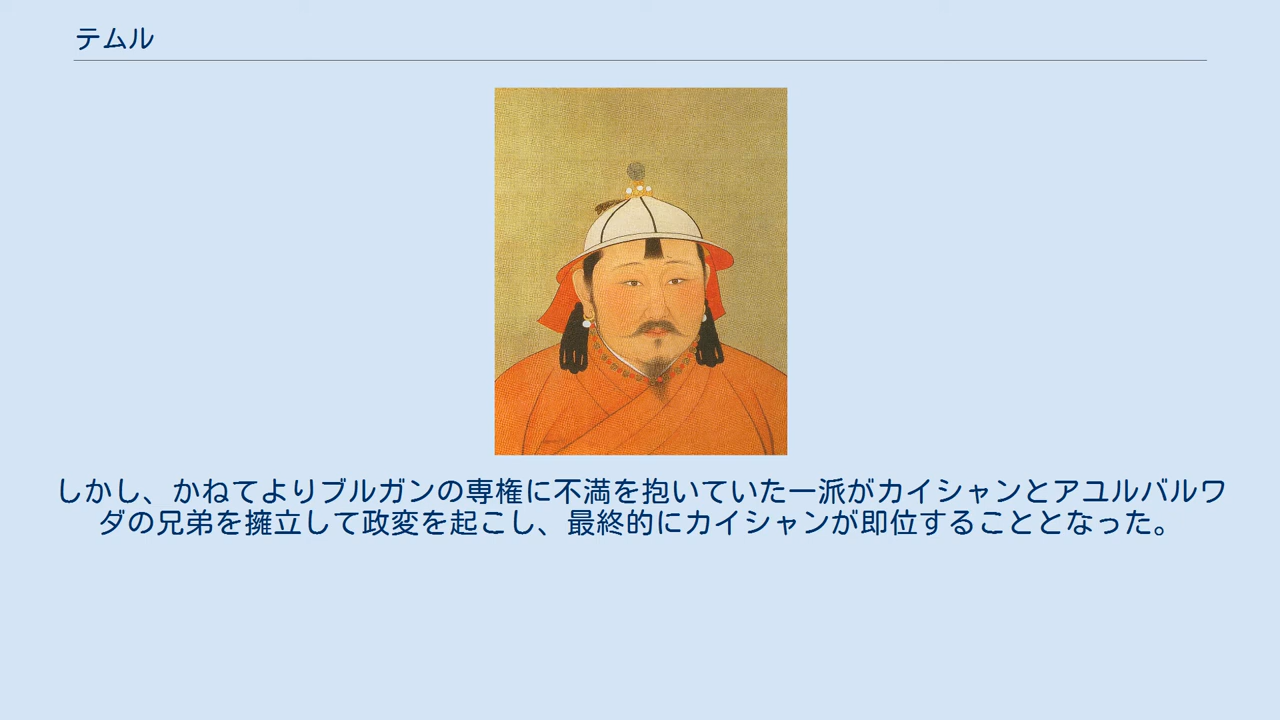 テムル
しかし、かねてよりブルガンの専権に不満を抱いていた一派がカイシャンとアユルバルワ
ダの兄弟を擁立して政変を起こし、最終的にカイシャンが即位することとなった。